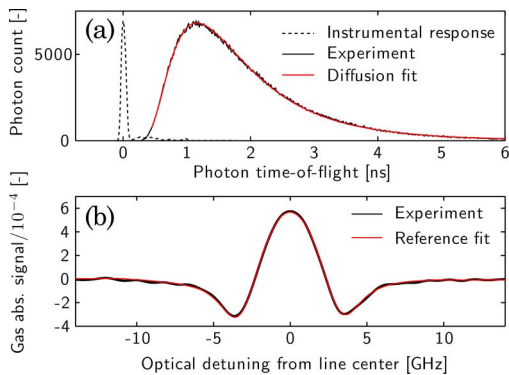 (a)
Instrumental response
Experiment
Diffusion fit
Photon count [-]
5000
0
0 1 2 3 4 5 6
Photon time-of-flight [ns]
(b)
Experiment
Reference fit
Gas abs. signal/10⁻⁴ [-]
6
4
2
0
-2
-4
-10 -5 0 5 10
Optical detuning from line center [GHz]